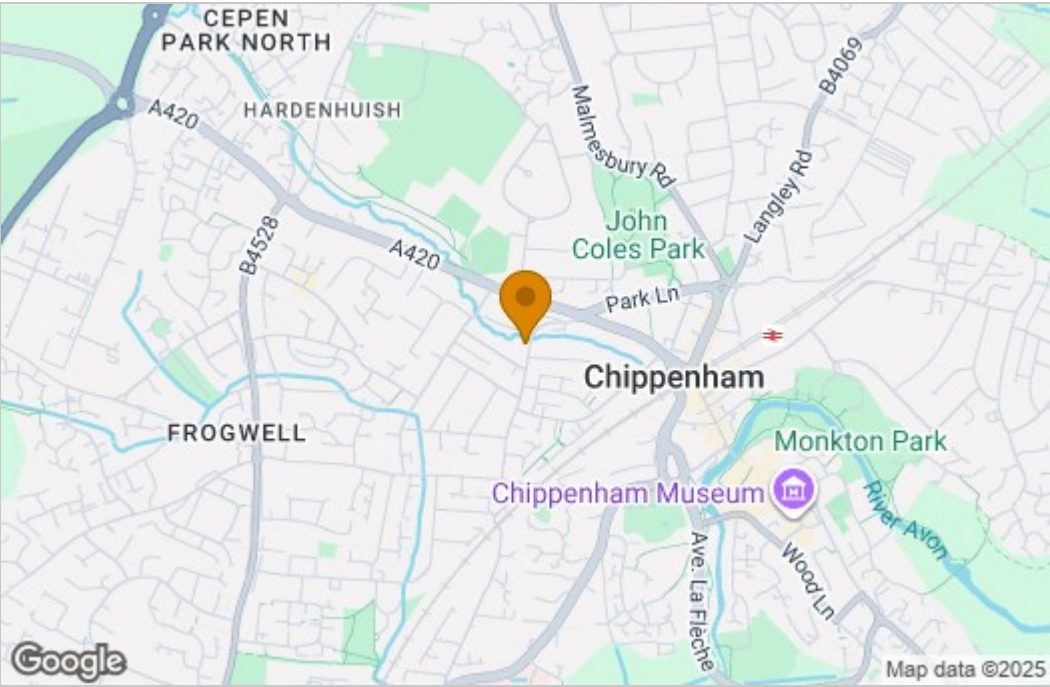 CEPEN
PARK NORTH
HARDENHUISH
A420
B4069
Malmesbury Rd
Langley Rd
John
Coles Park
B4528
A420
Park Ln
Chippenham
FROGWELL
Monkton Park
Chippenham Museum
River Avon
Wood Ln
Ave. La Flèche
Google
Map data ©2025